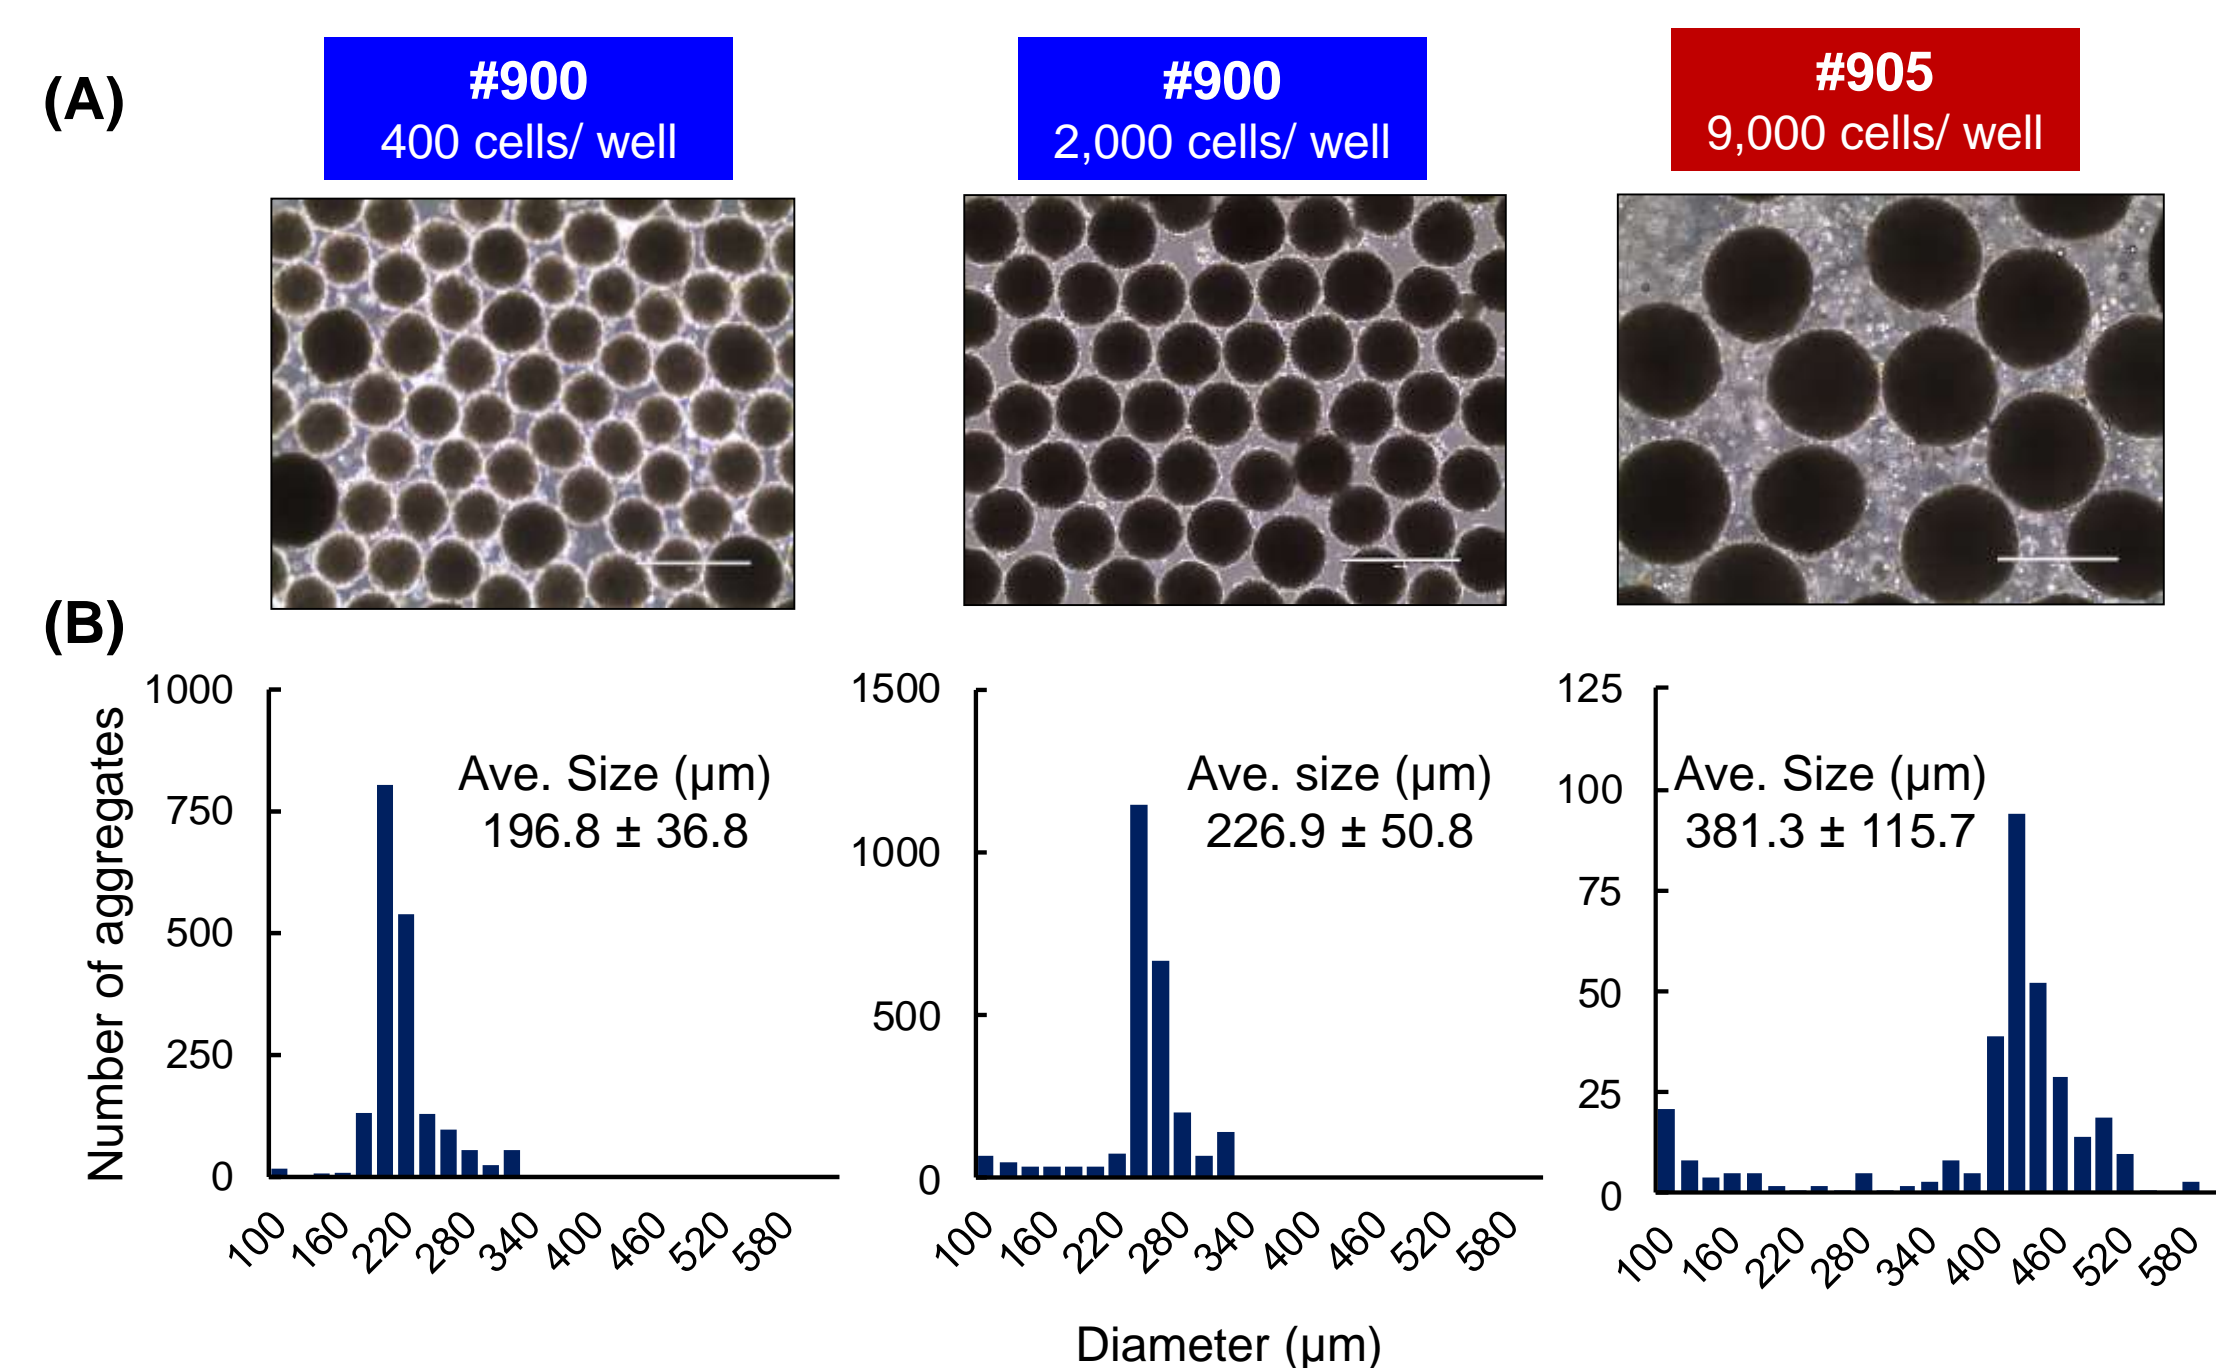 (A)
#900
400 cells/ well
#900
2,000 cells/ well
#905
9,000 cells/ well
(B)
Number of aggregates
1000
750
500
250
0
Ave. Size (μm)
196.8 ± 36.8
100 160 220 280 340 400 460 520 580
1500
1000
500
0
Ave. size (μm)
226.9 ± 50.8
100 160 220 280 340 400 460 520 580
125
100
75
50
25
0
Ave. Size (μm)
381.3 ± 115.7
100 160 220 280 340 400 460 520 580
Diameter (μm)